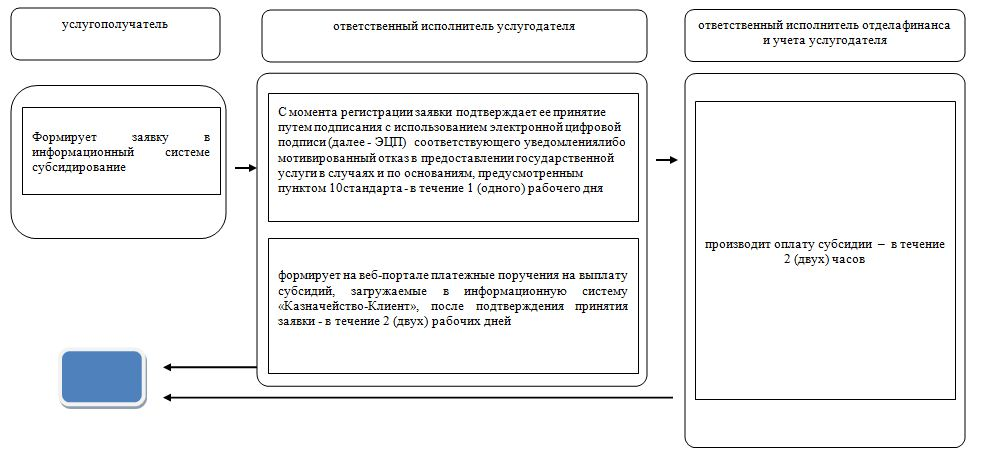 услугополучатель
ответственный исполнитель услугодателя
ответственный исполнитель отделафинанса
и учета услугодателя
Формирует заявку в
информационный системе
субсидирование
С момента регистрации заявки подтверждает ее принятие
путем подписания с использованием электронной цифровой
подписи (далее - ЭЦП) соответствующего уведомлениялибо
мотивированный отказ в предоставлении государственной
услуги в случаях и по основаниям, предусмотренным
пунктом 10стандарта - в течение 1 (одного) рабочего дня
формирует на веб-портале платежные поручения на выплату
субсидий, загружаемые в информационную систему
«Казначейство-Клиент», после подтверждения принятия
заявки - в течение 2 (двух) рабочих дней
производит оплату субсидии – в течение
2 (двух) часов